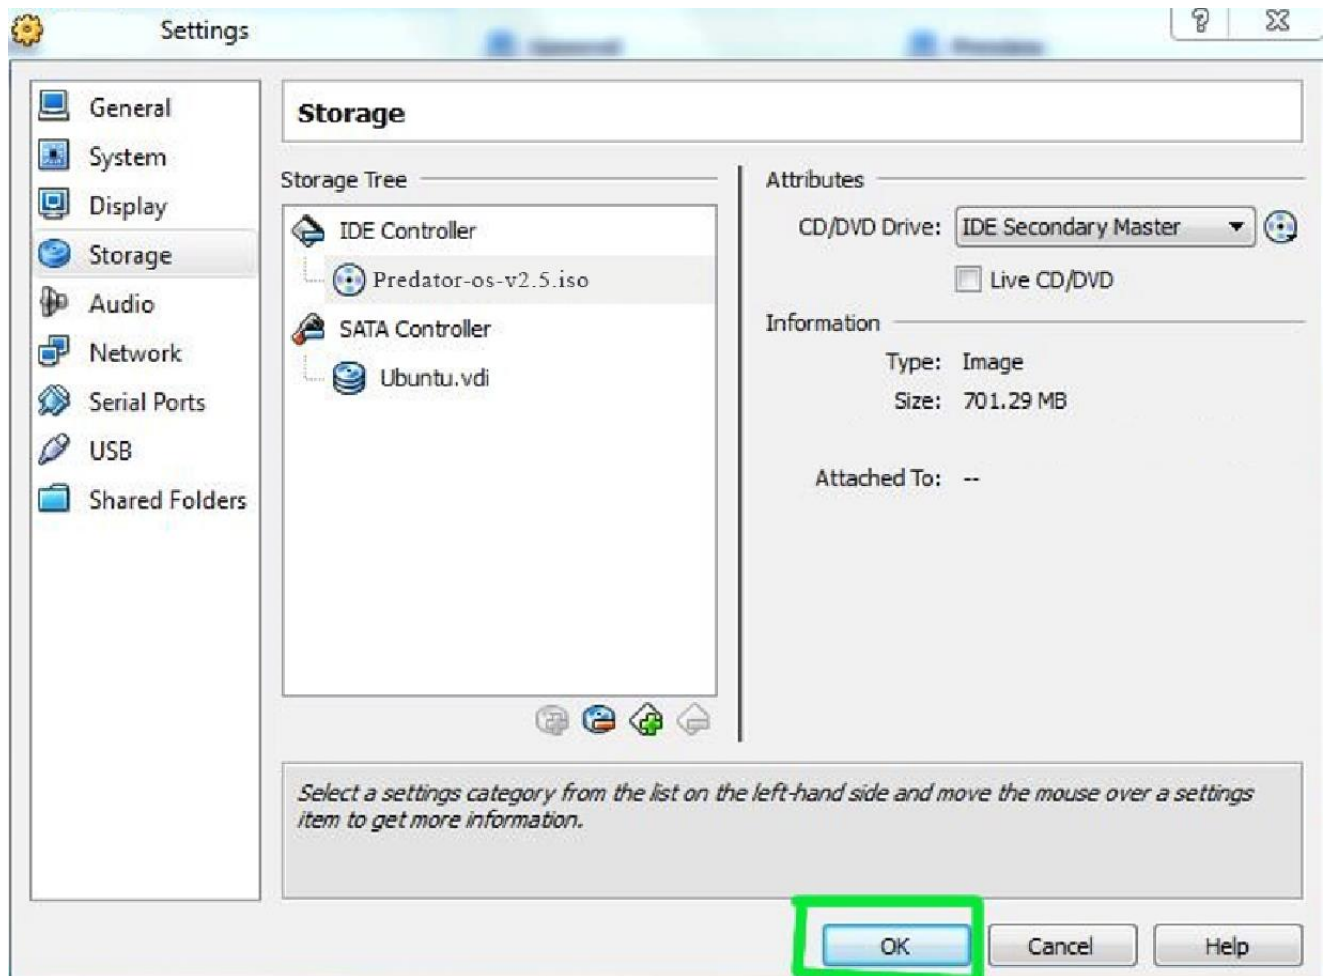 Settings
General
System
Display
Storage
Audio
Network
Serial Ports
USB
Shared Folders
Storage
Storage Tree
IDE Controller
Predator-os-v2.5.iso
SATA Controller
Ubuntu.vdi
Attributes
CD/DVD Drive: IDE Secondary Master
Live CD/DVD
Information
Type: Image
Size: 701.29 MB
Attached To: --
Select a settings category from the list on the left-hand side and move the mouse over a settings
item to get more information.
OK Cancel Help